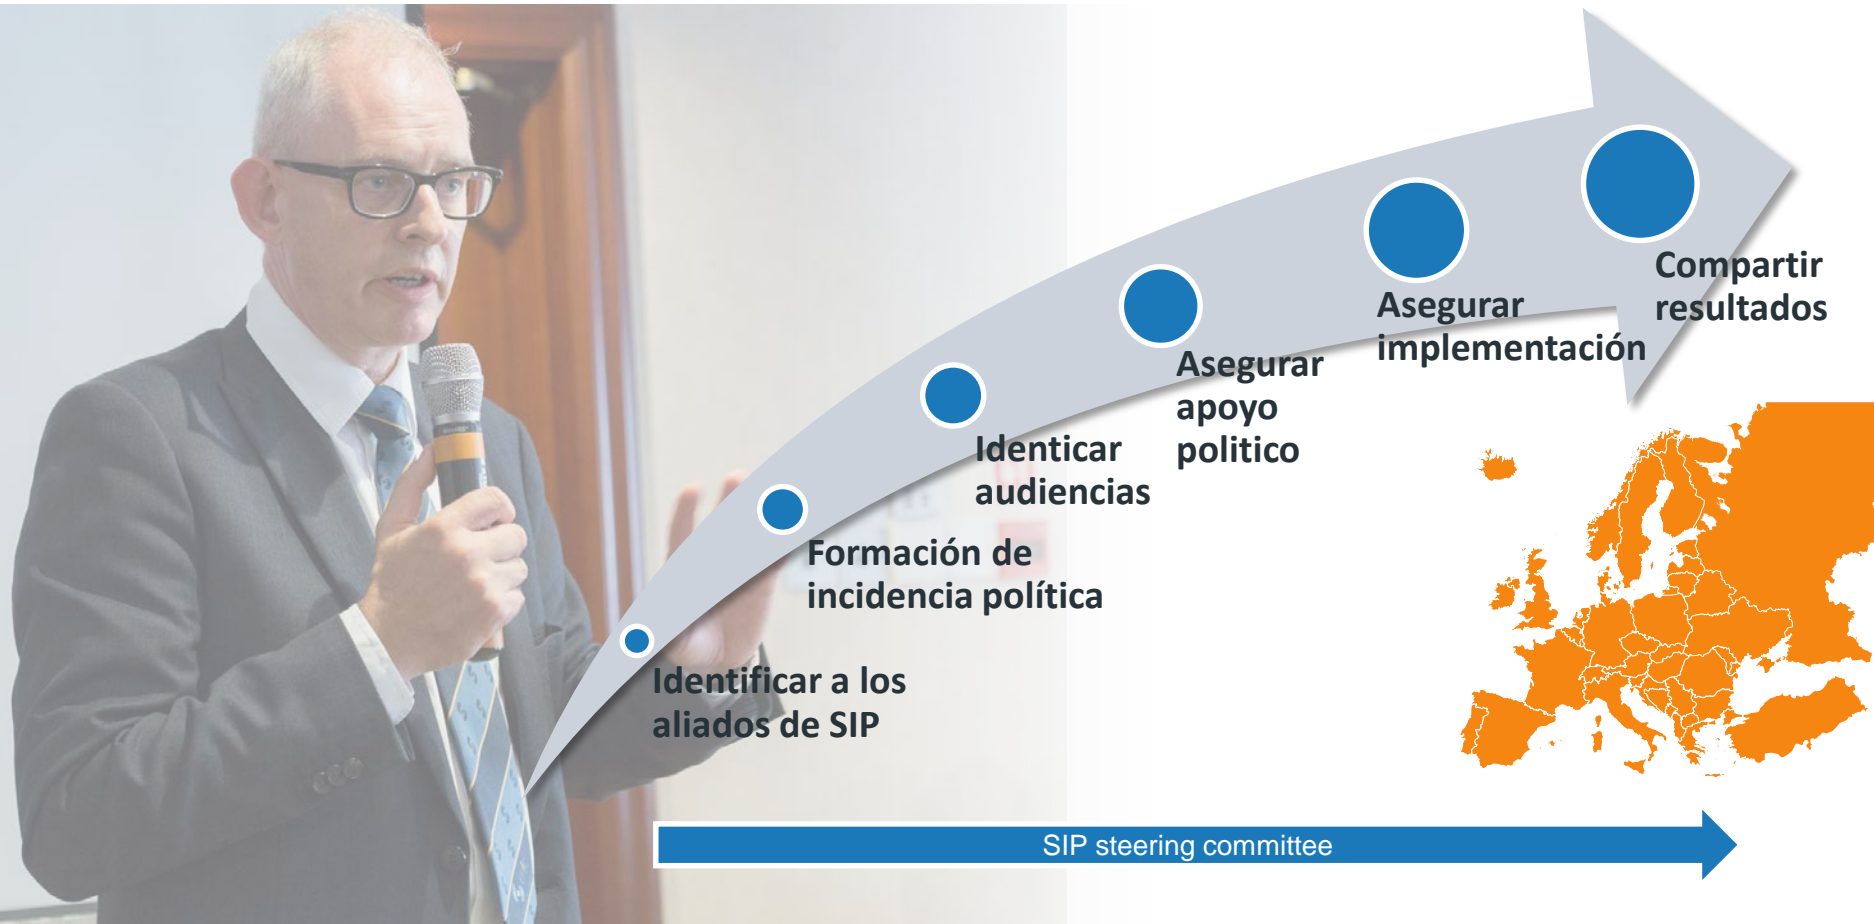 Compartir
resultados
Asegurar
implementación
Asegurar
apoyo
politico
Identicar
audiencias
Formación de
incidencia política
Identificar a los
aliados de SIP
SIP steering committee